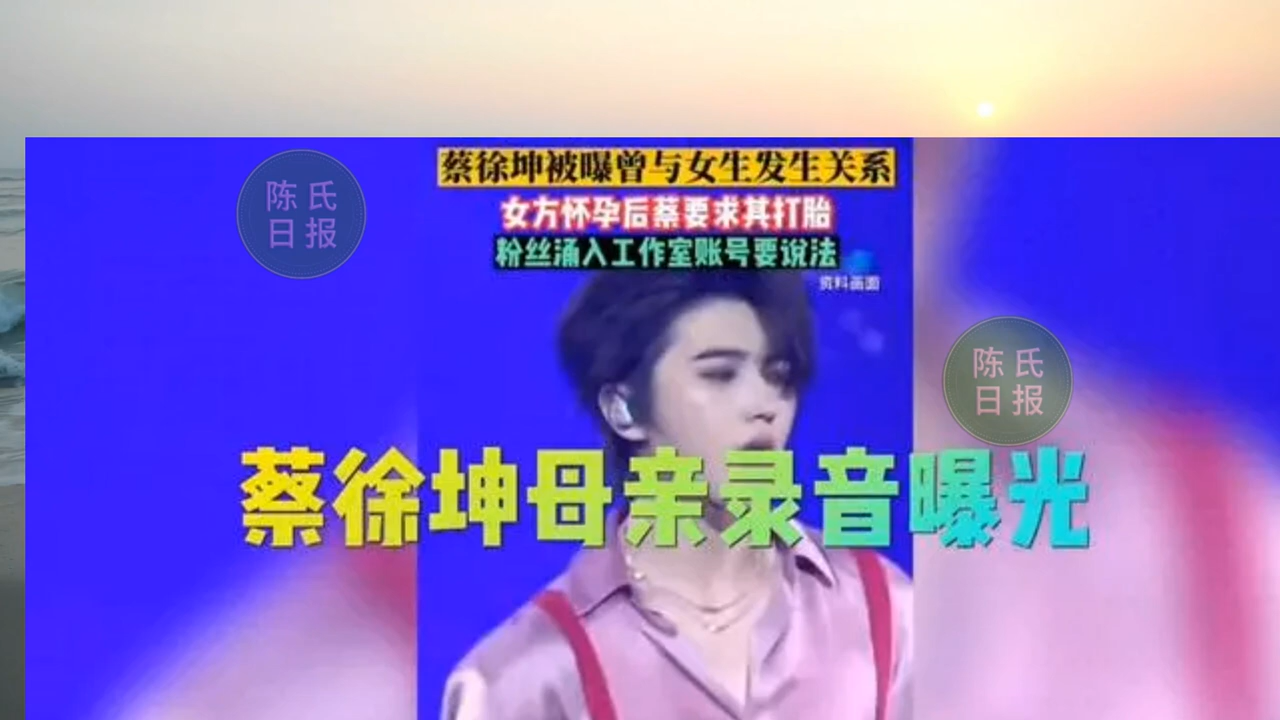 蔡徐坤被曝曾与女生发生关系
女方怀孕后蔡要求其打胎
粉丝涌入工作室账号要说法
资料画面
陈氏
日报
陈氏
日报
蔡徐坤母亲录音曝光